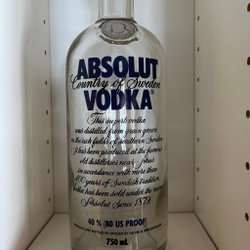 ABSOLUT
Country of Sweden
VODKA
This superb vodka
was distilled from grain grown
in the rich fields of southern Sweden
It has been produced at the famous
old distilleries near
in accordance with more than
400 years of Swedish tradition
Vodka has been sold under the name
Absolut Since 1879.
40% (80 US PROOF)
750 ml